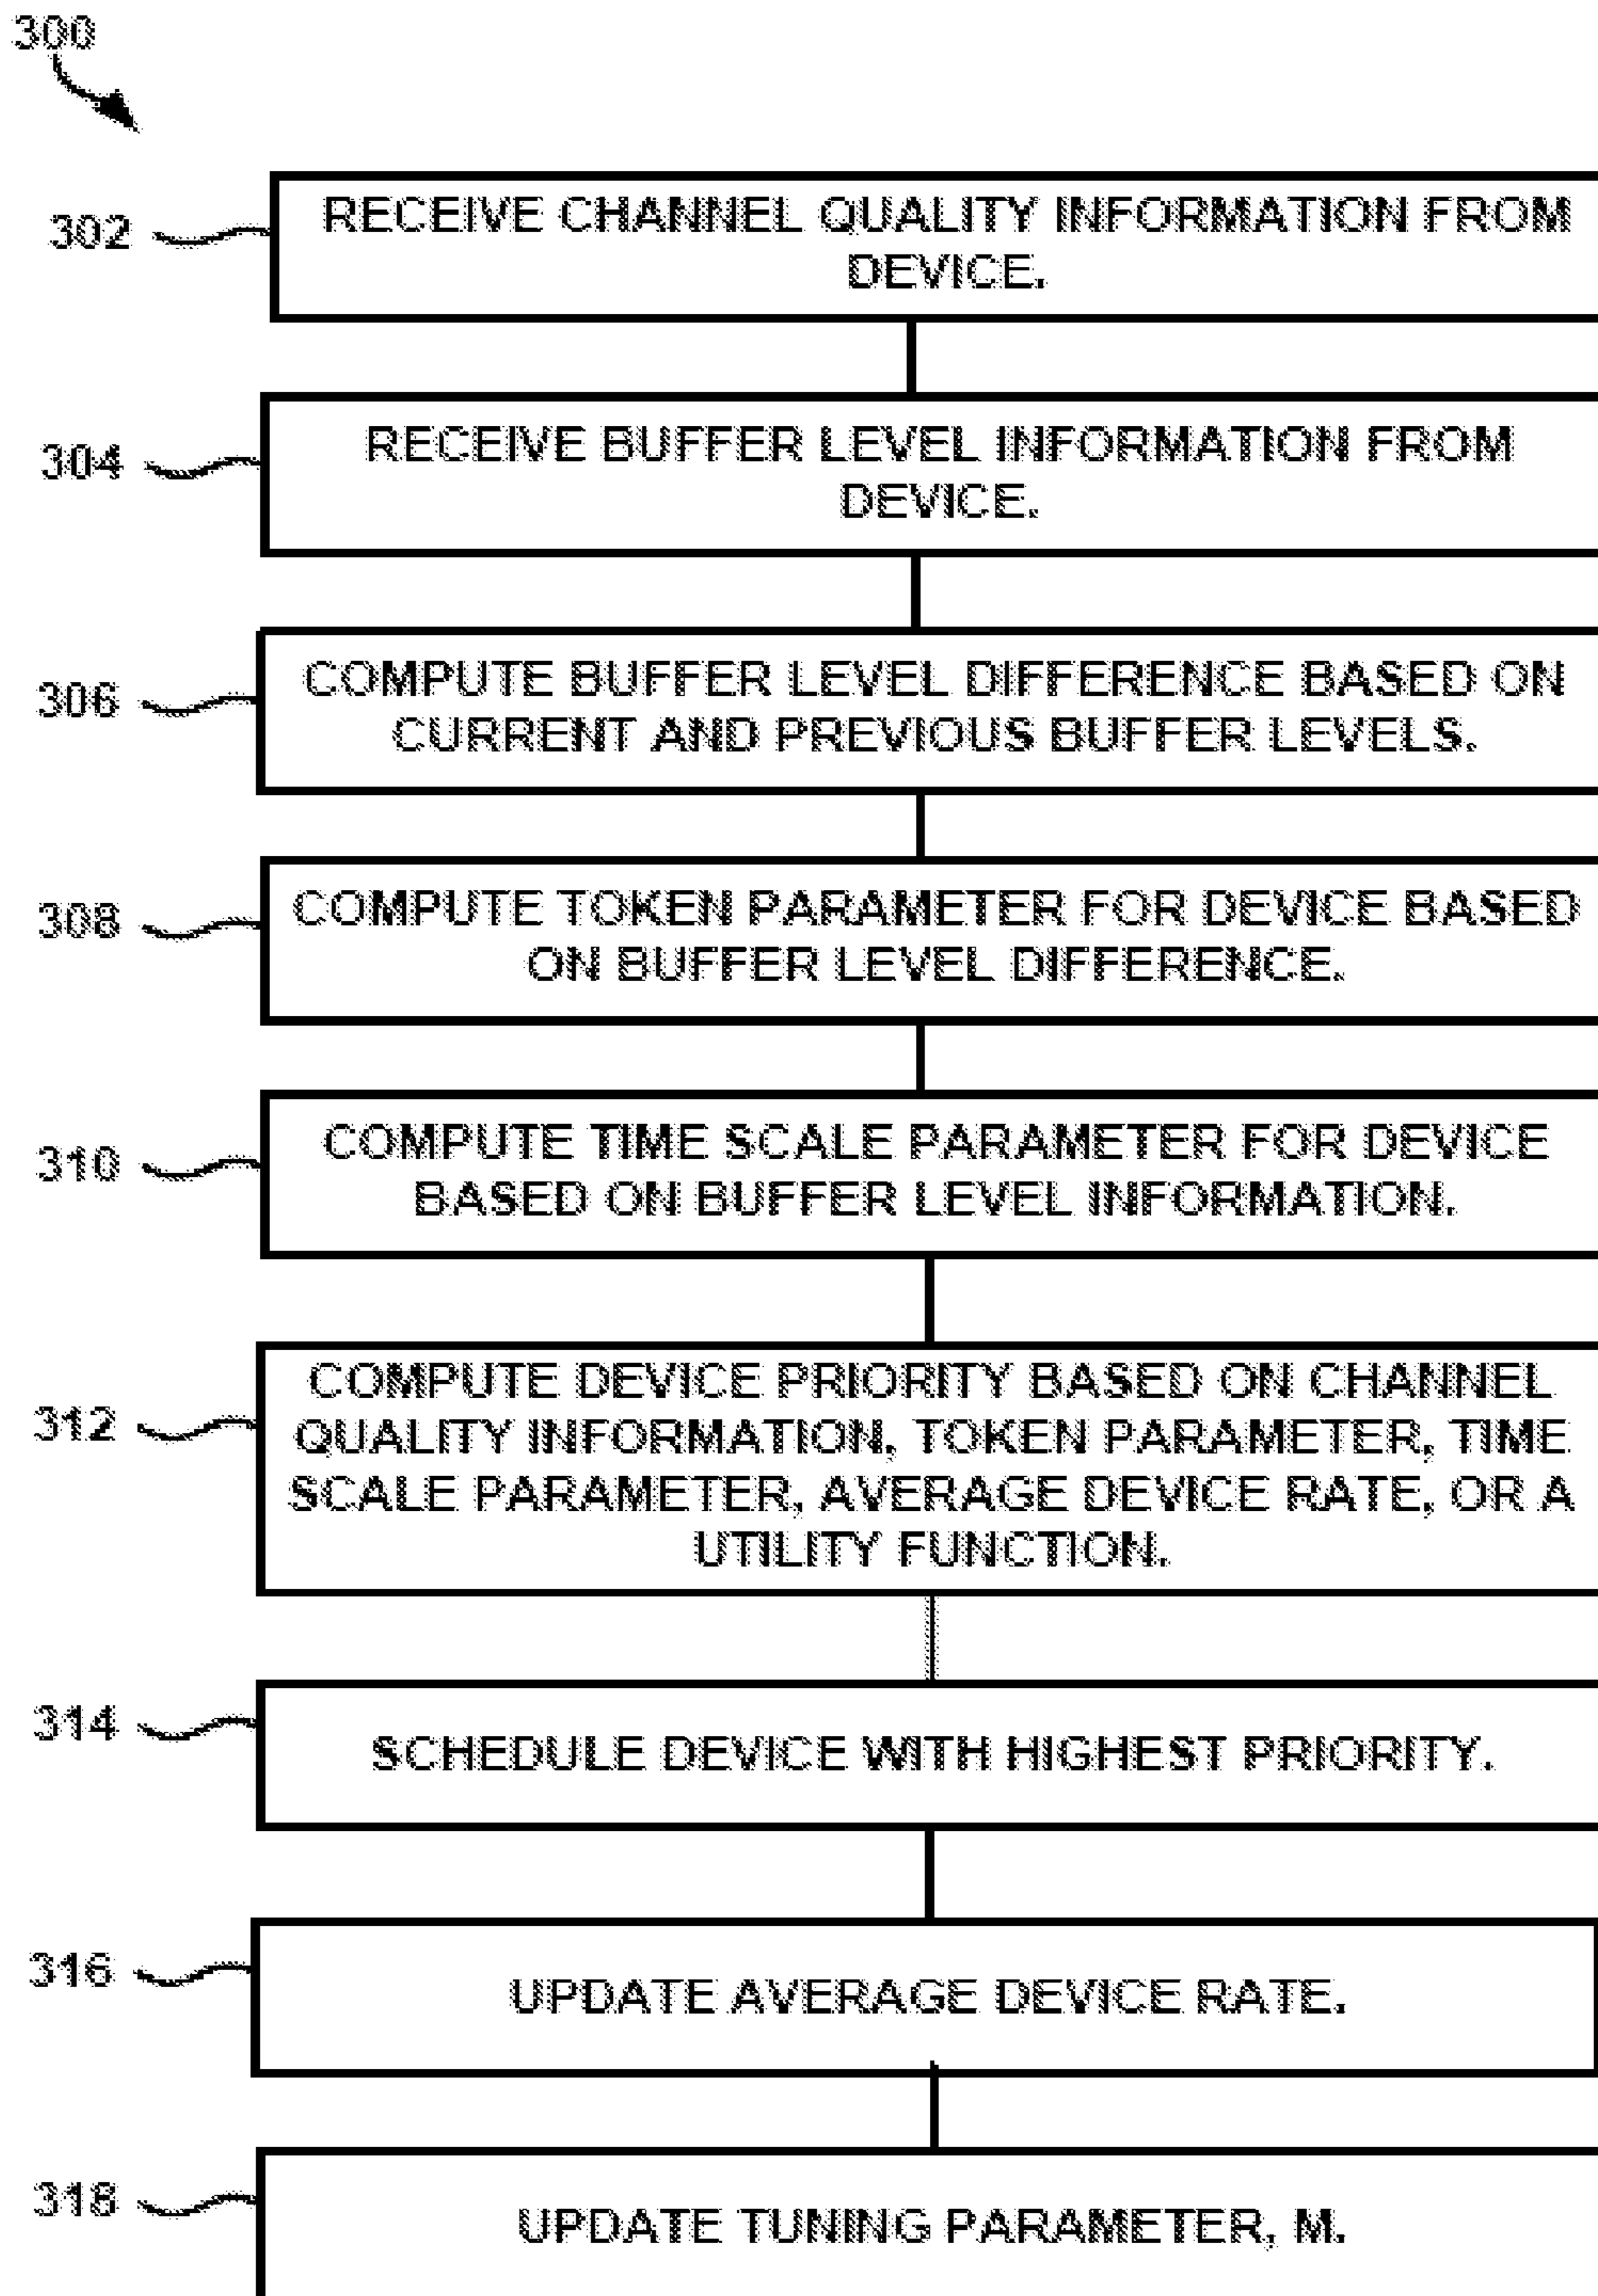 300
302
RECEIVE CHANNEL QUALITY INFORMATION FROM
DEVICE.
304
RECEIVE BUFFER LEVEL INFORMATION FROM
DEVICE.
306
COMPUTE BUFFER LEVEL DIFFERENCE BASED ON
CURRENT AND PREVIOUS BUFFER LEVELS.
308
COMPUTE TOKEN PARAMETER FOR DEVICE BASED
ON BUFFER LEVEL DIFFERENCE.
310
COMPUTE TIME SCALE PARAMETER FOR DEVICE
BASED ON BUFFER LEVEL INFORMATION.
312
COMPUTE DEVICE PRIORITY BASED ON CHANNEL
QUALITY INFORMATION, TOKEN PARAMETER, TIME
SCALE PARAMETER, AVERAGE DEVICE RATE, OR A
UTILITY FUNCTION.
314
SCHEDULE DEVICE WITH HIGHEST PRIORITY.
316
UPDATE AVERAGE DEVICE RATE.
318
UPDATE TUNING PARAMETER, M.